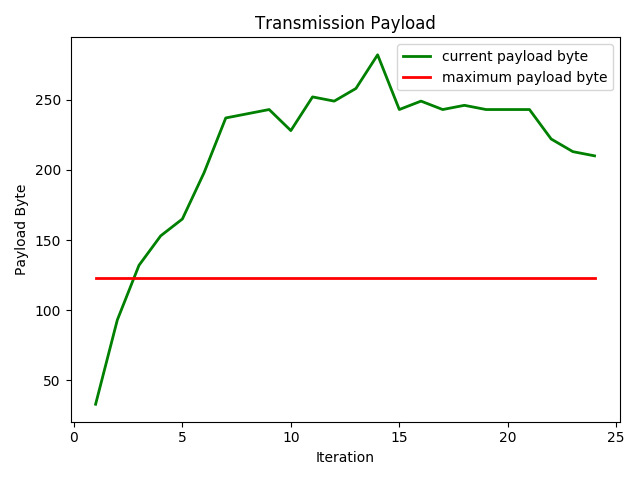 Transmission Payload
current payload byte
maximum payload byte
Payload Byte
250
200
150
100
50
0 5 10 15 20 25
Iteration